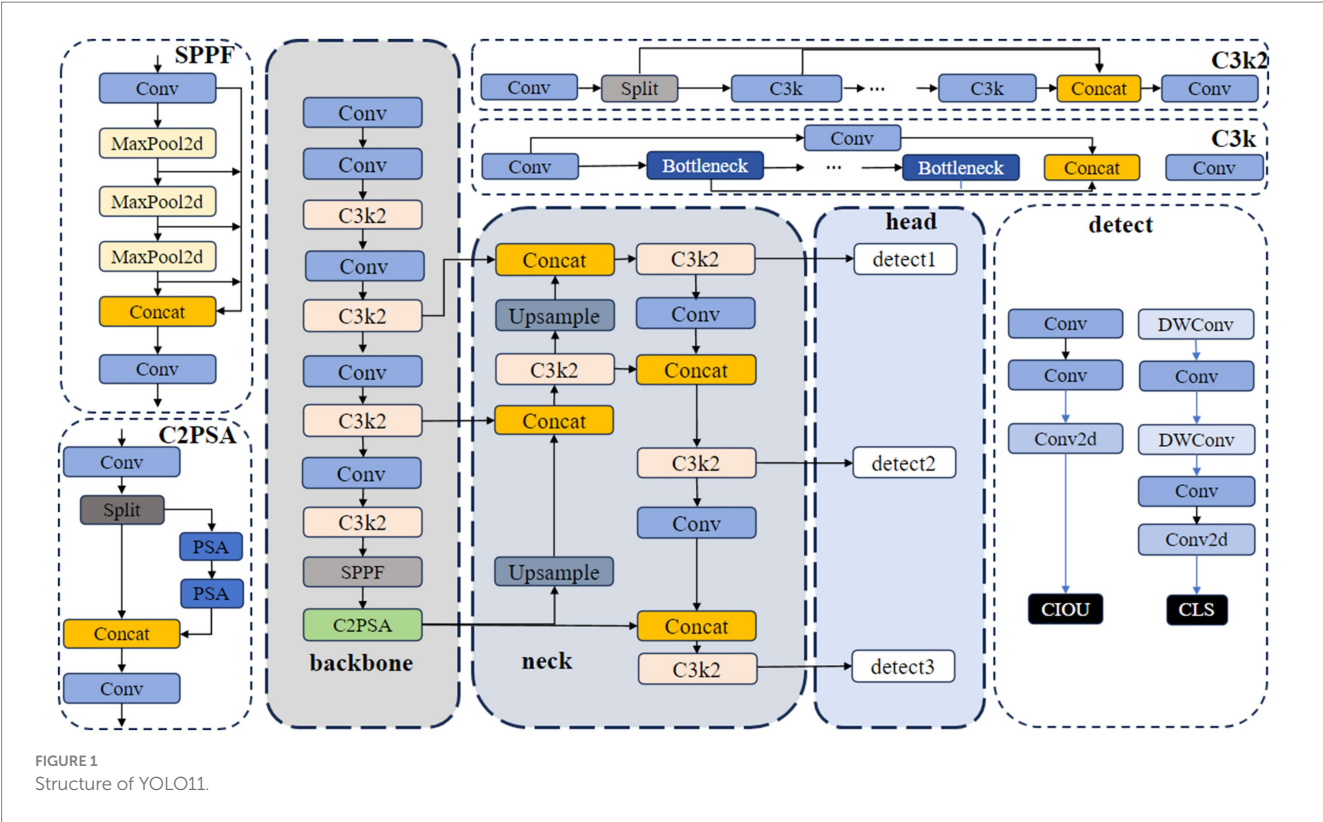 SPPF
Conv
MaxPool2d
MaxPool2d
MaxPool2d
Concat
Conv
C2PSA
Conv
Split
PSA
PSA
Concat
Conv
Conv
Conv
C3k2
Conv
C3k2
Conv
C3k2
Conv
C3k2
SPPF
C2PSA
backbone
C3k2
Conv
Split
C3k
...
C3k
Concat
Conv
C3k
Conv
Conv
Bottleneck
...
Bottleneck
Concat
Conv
Concat
Upsample
C3k2
Concat
Upsample
neck
C3k2
Conv
Concat
C3k2
Conv
Concat
C3k2
head
detect1
detect2
detect3
detect
Conv
Conv
Conv2d
CIOU
DWConv
Conv
DWConv
Conv
Conv2d
CLS
FIGURE 1
Structure of YOLO11.